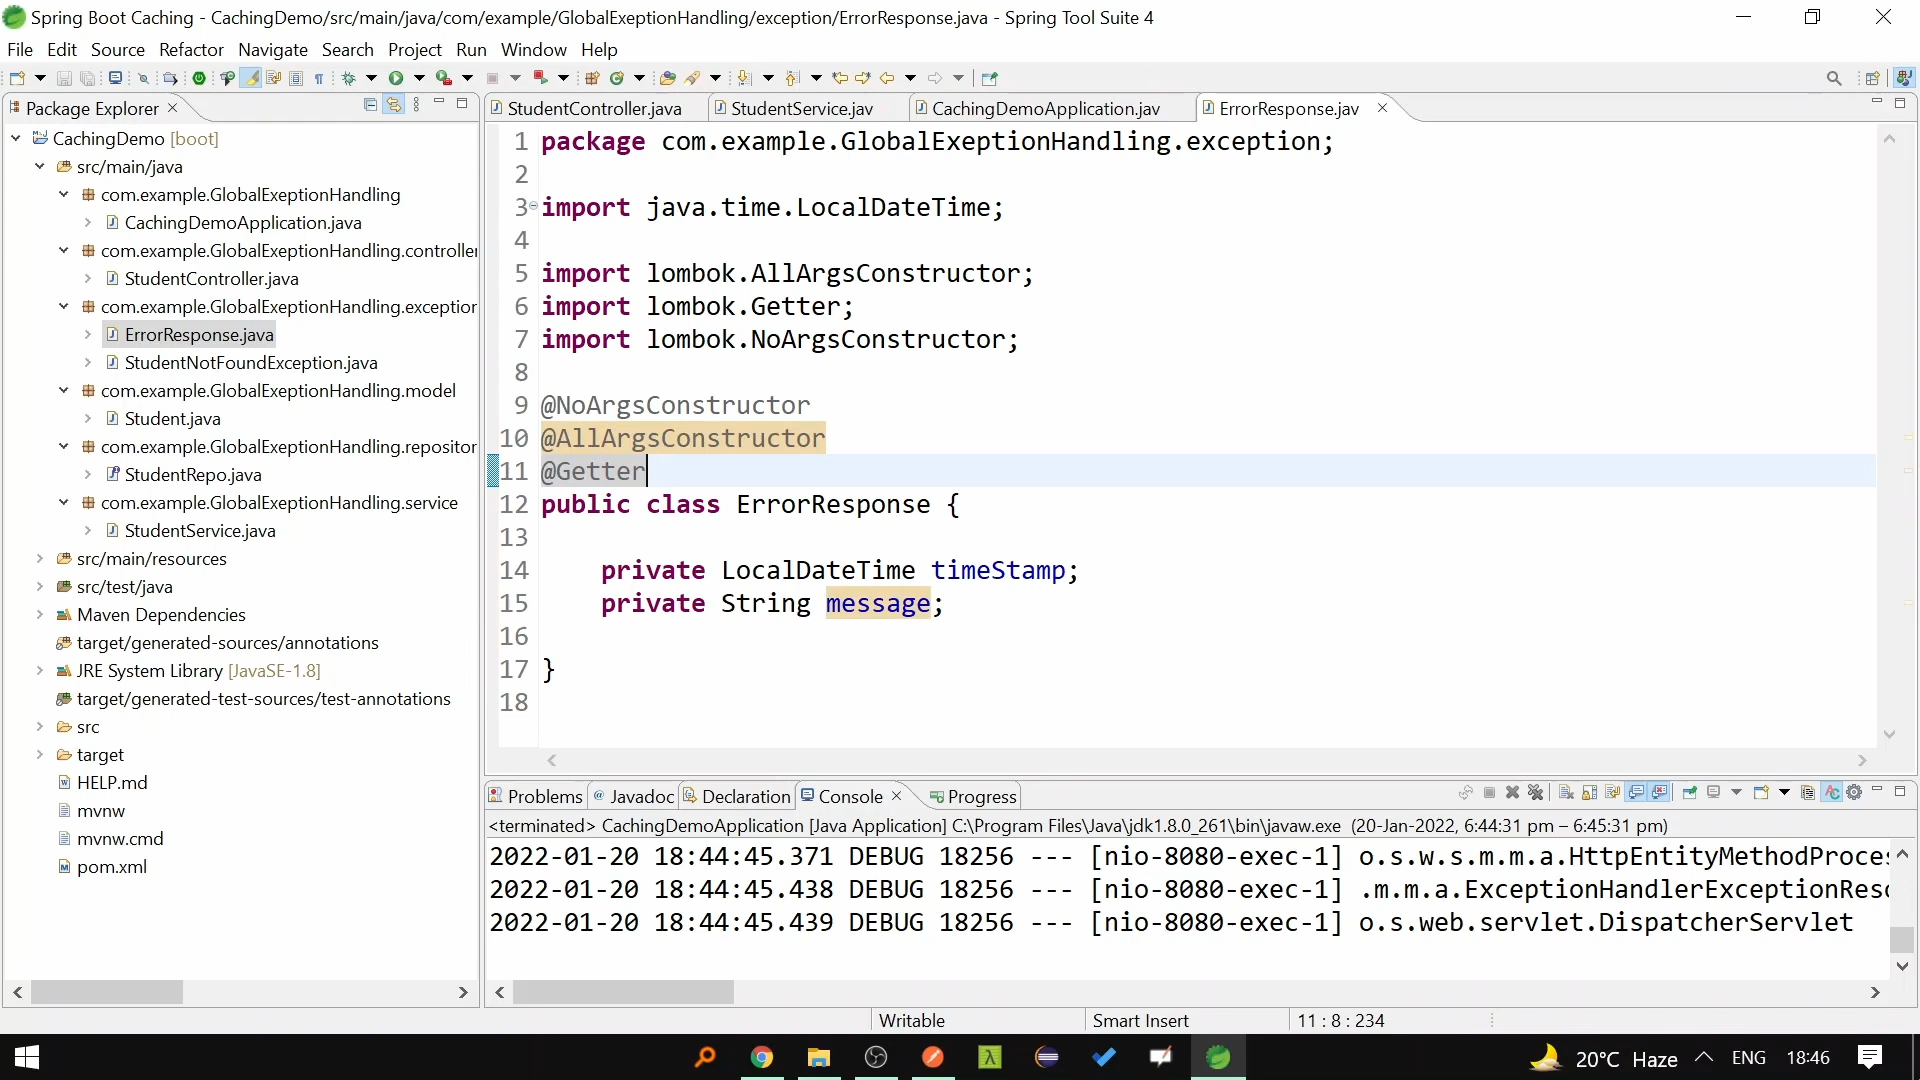 Spring Boot Caching - CachingDemo/src/main/java/com/example/GlobalExeptionHandling/exception/ErrorResponse.java - Spring Tool Suite 4
File Edit Source Refactor Navigate Search Project Run Window Help
Package Explorer
CachingDemo [boot]
src/main/java
com.example.GlobalExeptionHandling
CachingDemoApplication.java
com.example.GlobalExeptionHandling.controller
StudentController.java
com.example.GlobalExeptionHandling.exception
ErrorResponse.java
StudentNotFoundException.java
com.example.GlobalExeptionHandling.model
Student.java
com.example.GlobalExeptionHandling.repositor
StudentRepo.java
com.example.GlobalExeptionHandling.service
StudentService.java
src/main/resources
src/test/java
Maven Dependencies
target/generated-sources/annotations
JRE System Library [JavaSE-1.8]
target/generated-test-sources/test-annotations
src
target
HELP.md
mvnw
mvnw.cmd
pom.xml
StudentController.java StudentService.jav CachingDemoApplication.jav ErrorResponse.jav
1 package com.example.GlobalExeptionHandling.exception;
2
3 import java.time.LocalDateTime;
4
5 import lombok.AllArgsConstructor;
6 import lombok.Getter;
7 import lombok.NoArgsConstructor;
8
9 @NoArgsConstructor
10 @AllArgsConstructor
11 @Getter
12 public class ErrorResponse {
13
14 private LocalDateTime timeStamp;
15 private String message;
16
17 }
18
Problems Javadoc Declaration Console Progress
<terminated> CachingDemoApplication [Java Application] C:\Program Files\Java\jdk1.8.0_261\bin\javaw.exe (20-Jan-2022, 6:44:31 pm – 6:45:31 pm)
2022-01-20 18:44:45.371 DEBUG 18256 --- [nio-8080-exec-1] o.s.w.s.m.m.a.HttpEntityMethodProces
2022-01-20 18:44:45.438 DEBUG 18256 --- [nio-8080-exec-1] .m.m.a.ExceptionHandlerExceptionReso
2022-01-20 18:44:45.439 DEBUG 18256 --- [nio-8080-exec-1] o.s.web.servlet.DispatcherServlet
Writable Smart Insert 11 : 8 : 234
20°C Haze ENG 18:46